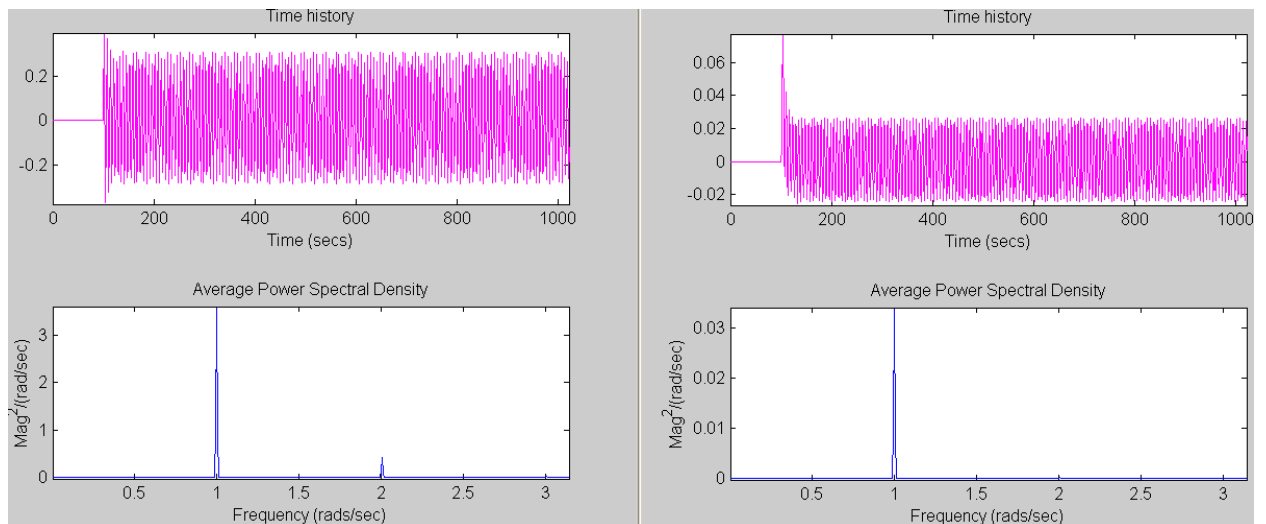 Time history
0.2
0
-0.2
0 200 400 600 800 1000
Time (secs)
Average Power Spectral Density
3
2
1
0
Mag²/(rad/sec)
0.5 1 1.5 2 2.5 3
Frequency (rads/sec)
Time history
0.06
0.04
0.02
0
-0.02
0 200 400 600 800 1000
Time (secs)
Average Power Spectral Density
0.03
0.02
0.01
0
Mag²/(rad/sec)
0.5 1 1.5 2 2.5 3
Frequency (rads/sec)